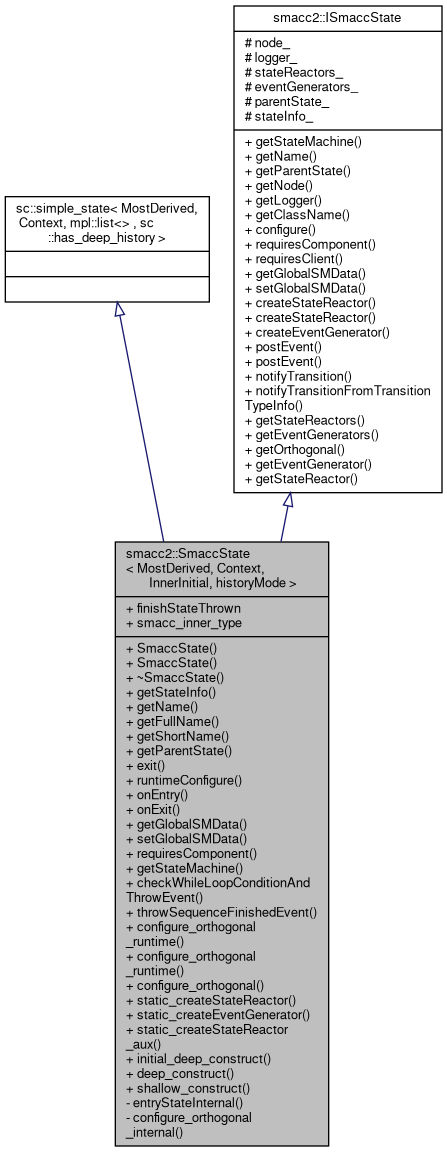 smacc2::ISmaccState
# node_
# logger_
# stateReactors_
# eventGenerators_
# parentState_
# stateInfo_
+ getStateMachine()
+ getName()
+ getParentState()
+ getNode()
+ getLogger()
+ getClassName()
+ configure()
+ requiresComponent()
+ requiresClient()
+ getGlobalSMData()
+ setGlobalSMData()
+ createStateReactor()
+ createStateReactor()
+ createEventGenerator()
+ postEvent()
+ postEvent()
+ notifyTransition()
+ notifyTransitionFromTransition
TypeInfo()
+ getStateReactors()
+ getEventGenerators()
+ getOrthogonal()
+ getEventGenerator()
+ getStateReactor()
sc::simple_state< MostDerived,
Context, mpl::list<> , sc
::has_deep_history >
smacc2::SmaccState
< MostDerived, Context,
InnerInitial, historyMode >
+ finishStateThrown
+ smacc_inner_type
+ SmaccState()
+ SmaccState()
+ ~SmaccState()
+ getStateInfo()
+ getName()
+ getFullName()
+ getShortName()
+ getParentState()
+ exit()
+ runtimeConfigure()
+ onEntry()
+ onExit()
+ getGlobalSMData()
+ setGlobalSMData()
+ requiresComponent()
+ getStateMachine()
+ checkWhileLoopConditionAnd
ThrowEvent()
+ throwSequenceFinishedEvent()
+ configure_orthogonal
_runtime()
+ configure_orthogonal
_runtime()
+ configure_orthogonal()
+ static_createStateReactor()
+ static_createEventGenerator()
+ static_createStateReactor
_aux()
+ initial_deep_construct()
+ deep_construct()
+ shallow_construct()
- entryStateInternal()
- configure_orthogonal
_internal()